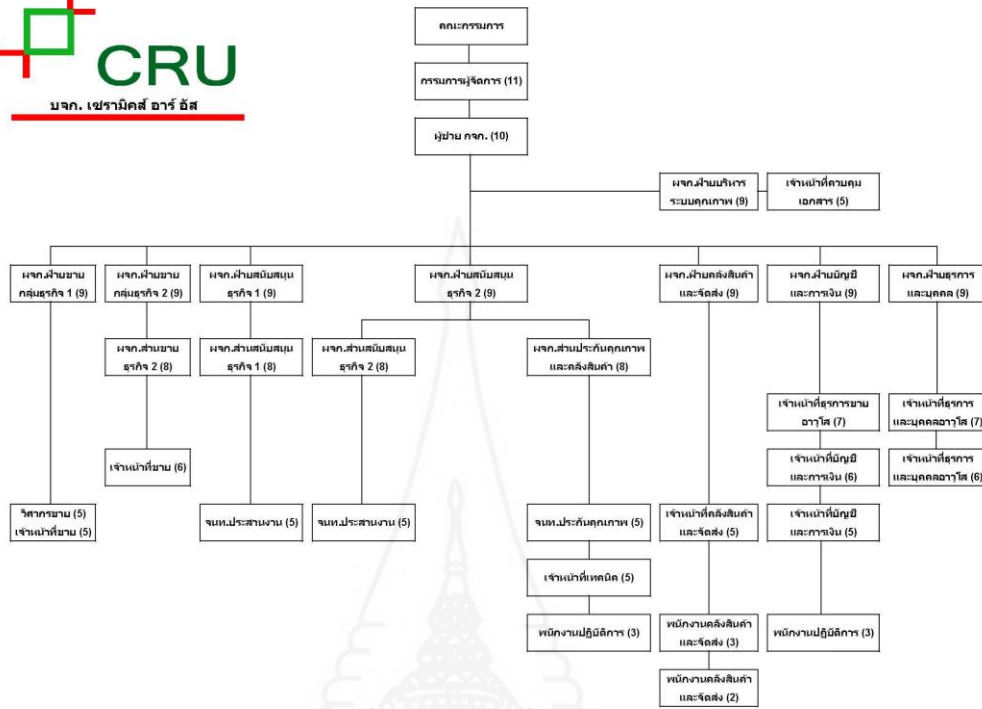 CRU
บจก. เซรามิคส์ อาร์ อัส
คณะกรรมการ
กรรมการผู้จัดการ (11)
ผู้ช่วย กจก. (10)
ผจก.ฝ่ายบริหาร
ระบบคุณภาพ (9)
เจ้าหน้าที่ควบคุม
เอกสาร (5)
ผจก.ฝ่ายขาย
กลุ่มธุรกิจ 1 (9)
ผจก.ฝ่ายขาย
กลุ่มธุรกิจ 2 (9)
ผจก.ฝ่ายสนับสนุน
ธุรกิจ 1 (9)
ผจก.ฝ่ายสนับสนุน
ธุรกิจ 2 (9)
ผจก.ฝ่ายคลังสินค้า
และจัดส่ง (9)
ผจก.ฝ่ายบัญชี
และการเงิน (9)
ผจก.ฝ่ายธุรการ
และบุคคล (9)
ผจก.ส่วนขาย
ธุรกิจ 2 (8)
ผจก.ส่วนสนับสนุน
ธุรกิจ 1 (8)
ผจก.ส่วนสนับสนุน
ธุรกิจ 2 (8)
ผจก.ส่วนประกันคุณภาพ
และคลังสินค้า (8)
เจ้าหน้าที่ธุรการขาย
อาวุโส (7)
เจ้าหน้าที่ธุรการ
และบุคคลอาวุโส (7)
เจ้าหน้าที่ขาย (6)
เจ้าหน้าที่บัญชี
และการเงิน (6)
เจ้าหน้าที่ธุรการ
และบุคคลอาวุโส (6)
วิศวกรขาย (5)
เจ้าหน้าที่ขาย (5)
จนท.ประสานงาน (5)
จนท.ประสานงาน (5)
จนท.ประกันคุณภาพ (5)
เจ้าหน้าที่คลังสินค้า
และจัดส่ง (5)
เจ้าหน้าที่บัญชี
และการเงิน (5)
เจ้าหน้าที่เทคนิค (5)
พนักงานปฏิบัติการ (3)
พนักงานคลังสินค้า
และจัดส่ง (3)
พนักงานปฏิบัติการ (3)
พนักงานคลังสินค้า
และจัดส่ง (2)